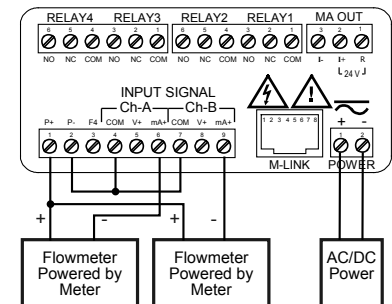 RELAY4 RELAY3 RELAY2 RELAY1 MA OUT
6 5 4 3 2 1 6 5 4 3 2 1 3 2 1
NO NC COM NO NC COM NO NC COM NO NC COM I- I+ R
24 V
INPUT SIGNAL
Ch-A Ch-B
P+ P- F4 COM V+ mA+ COM V+ mA+
1 2 3 4 5 6 7 8 9
1 2 3 4 5 6 7 8
M-LINK
+ -
1 2
POWER
+ - + -
Flowmeter
Powered by
Meter
Flowmeter
Powered by
Meter
AC/DC
Power